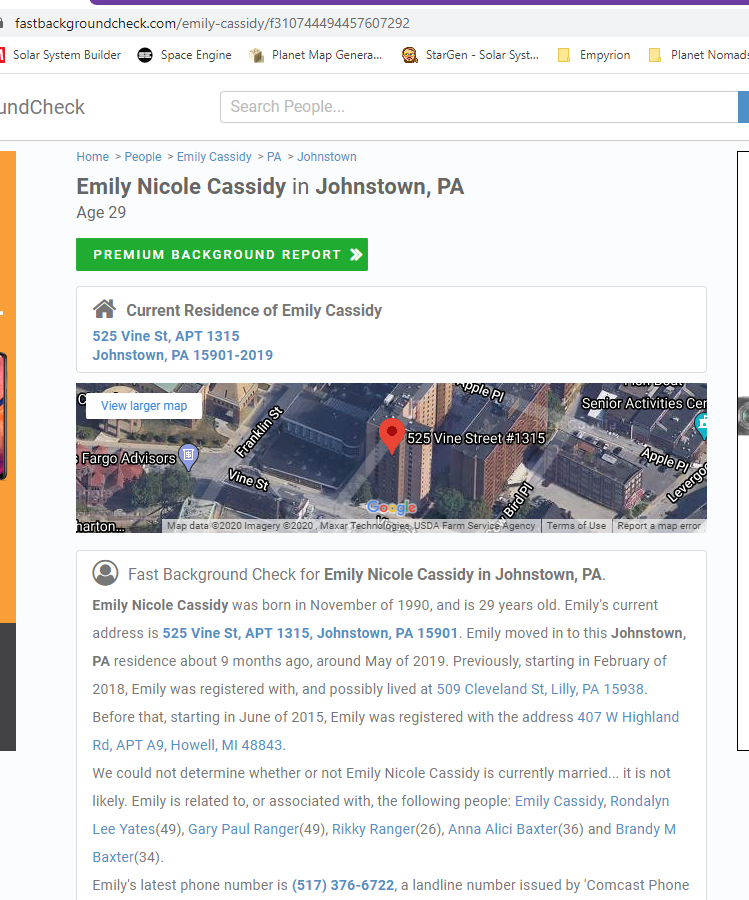 fastbackgroundcheck.com/emily-cassidy/f310744494457607292
Solar System Builder Space Engine Planet Map Genera... StarGen - Solar Syst... Empyrion Planet Nomads
undCheck
Search People...
Home > People > Emily Cassidy > PA > Johnstown
Emily Nicole Cassidy in Johnstown, PA
Age 29
PREMIUM BACKGROUND REPORT
Current Residence of Emily Cassidy
525 Vine St, APT 1315
Johnstown, PA 15901-2019
Apple Pl
View larger map
Senior Activities Cer
Franklin St
525 Vine Street #1315
s Fargo Advisors
Apple Pl
Vine St
Levergo
Bird Pl
Google
harton...
Map data ©2020 Imagery ©2020 , Maxar Technologies, USDA Farm Service Agency Terms of Use Report a map error
Fast Background Check for Emily Nicole Cassidy in Johnstown, PA.
Emily Nicole Cassidy was born in November of 1990, and is 29 years old. Emily's current
address is 525 Vine St, APT 1315, Johnstown, PA 15901. Emily moved in to this Johnstown,
PA residence about 9 months ago, around May of 2019. Previously, starting in February of
2018, Emily was registered with, and possibly lived at 509 Cleveland St, Lilly, PA 15938.
Before that, starting in June of 2015, Emily was registered with the address 407 W Highland
Rd, APT A9, Howell, MI 48843.
We could not determine whether or not Emily Nicole Cassidy is currently married... it is not
likely. Emily is related to, or associated with, the following people: Emily Cassidy, Rondalyn
Lee Yates(49), Gary Paul Ranger(49), Rikky Ranger(26), Anna Alici Baxter(36) and Brandy M
Baxter(34).
Emily's latest phone number is (517) 376-6722, a landline number issued by 'Comcast Phone